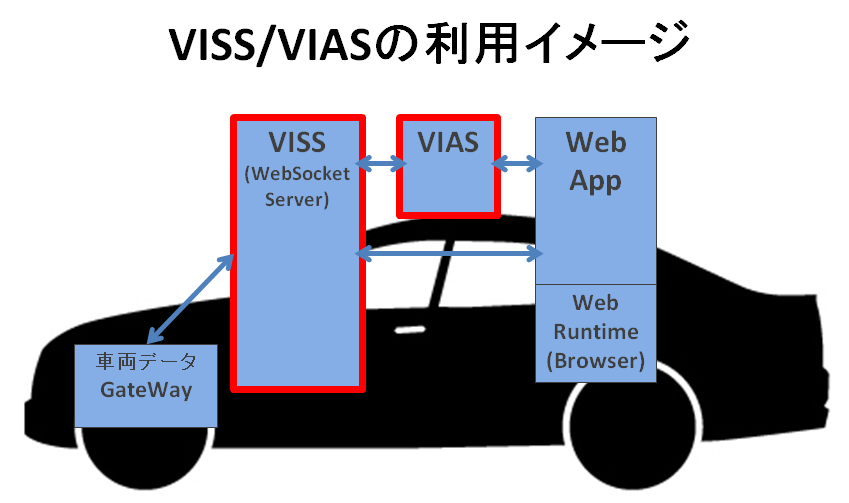 VISS/VIASの利用イメージ
VISS
(WebSocket
Server)
VIAS
Web
App
Web
Runtime
(Browser)
車両データ
GateWay